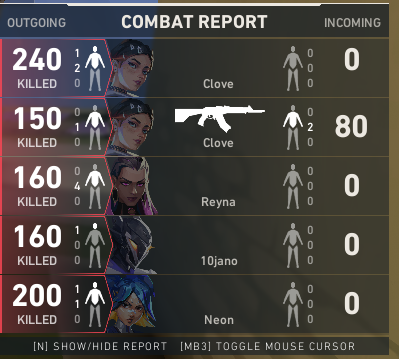 OUTGOING COMBAT REPORT INCOMING
240 1 0 0
KILLED 2 0
0 Clove 0
150 0 0 80
KILLED 1 2
0 Clove 0
160 0 0 0
KILLED 4 0
0 Reyna 0
160 1 0 0
KILLED 0 0
0 10jano 0
200 1 0 0
KILLED 1 0
0 Neon 0
[N] SHOW/HIDE REPORT [MB3] TOGGLE MOUSE CURSOR